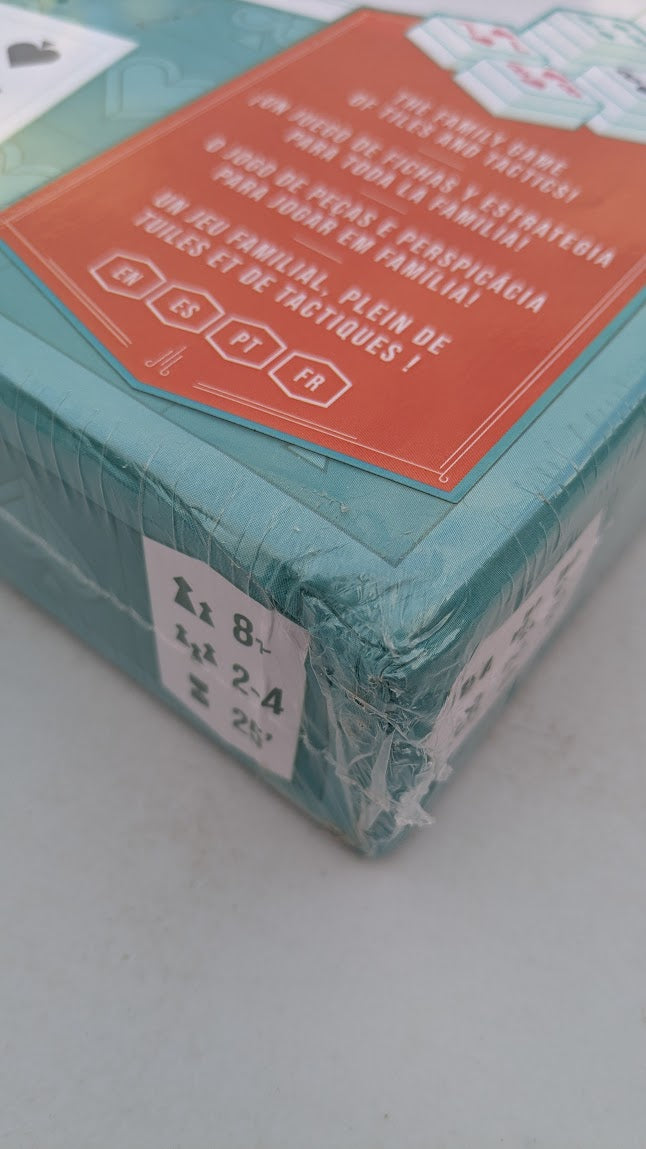 THE FAMILY GAME
OF TILES AND TACTICS!
¡UN JUEGO DE FICHAS Y ESTRATEGIA
PARA TODA LA FAMILIA!
O JOGO DE PEÇAS E PERSPICÁCIA
PARA JOGAR EM FAMÍLIA!
UN JEU FAMILIAL, PLEIN DE
TUILES ET DE TACTIQUES !
EN ES PT FR
8+
2-4
25'